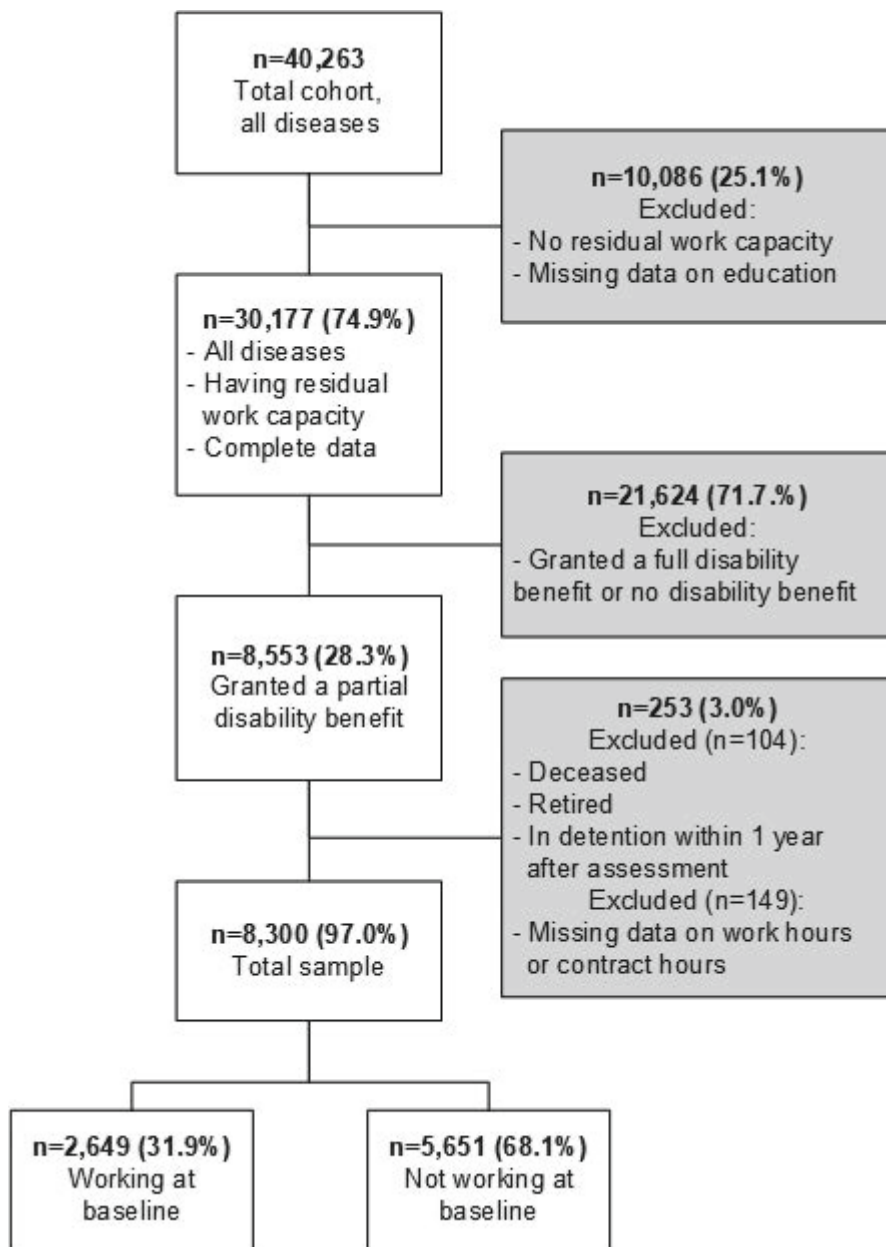 n=40,263
Total cohort,
all diseases
n=10,086 (25.1%)
Excluded:
- No residual work capacity
- Missing data on education
n=30,177 (74.9%)
- All diseases
- Having residual
work capacity
- Complete data
n=21,624 (71.7.%)
Excluded:
- Granted a full disability
benefit or no disability benefit
n=8,553 (28.3%)
Granted a partial
disability benefit
n=253 (3.0%)
Excluded (n=104):
- Deceased
- Retired
- In detention within 1 year
after assessment
Excluded (n=149):
- Missing data on work hours
or contract hours
n=8,300 (97.0%)
Total sample
n=2,649 (31.9%)
Working at
baseline
n=5,651 (68.1%)
Not working at
baseline